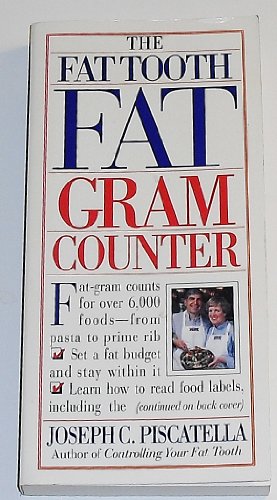 THE
FAT TOOTH
FAT
GRAM
COUNTER
Fat-gram counts
for over 6,000
foods—from
pasta to prime rib
Set a fat budget
and stay within it
Learn how to read food labels,
including the (continued on back cover)
JOSEPH C. PISCATELLA
Author of Controlling Your Fat Tooth